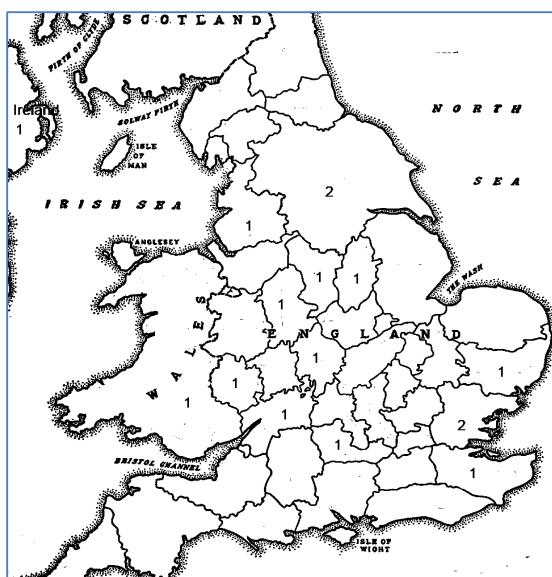 SCOTLAND
FIRTH OF CLYDE
Ireland
1
SOLWAY FIRTH
ISLE
OF
MAN
NORTH
SEA
IRISH SEA
2
1
ANGLESEY
1
1
THE WASH
1
ENGLAND
WALES
1
1
1
1
1
2
1
1
BRISTOL CHANNEL
ISLE OF
WIGHT